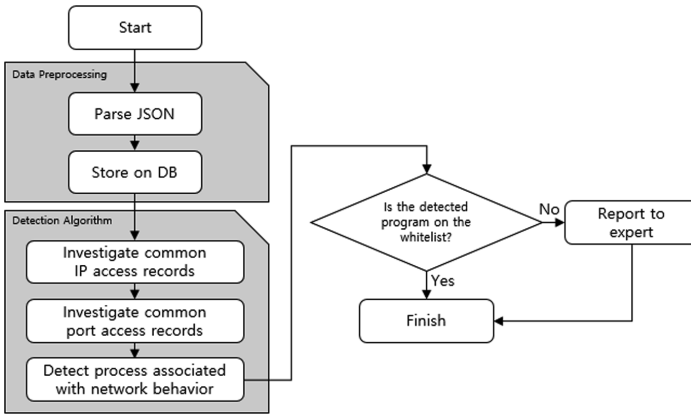 Start
Data Preprocessing
Parse JSON
Store on DB
Detection Algorithm
Investigate common
IP access records
Investigate common
port access records
Detect process associated
with network behavior
Is the detected
program on the
whitelist?
No
Report to
expert
Yes
Finish